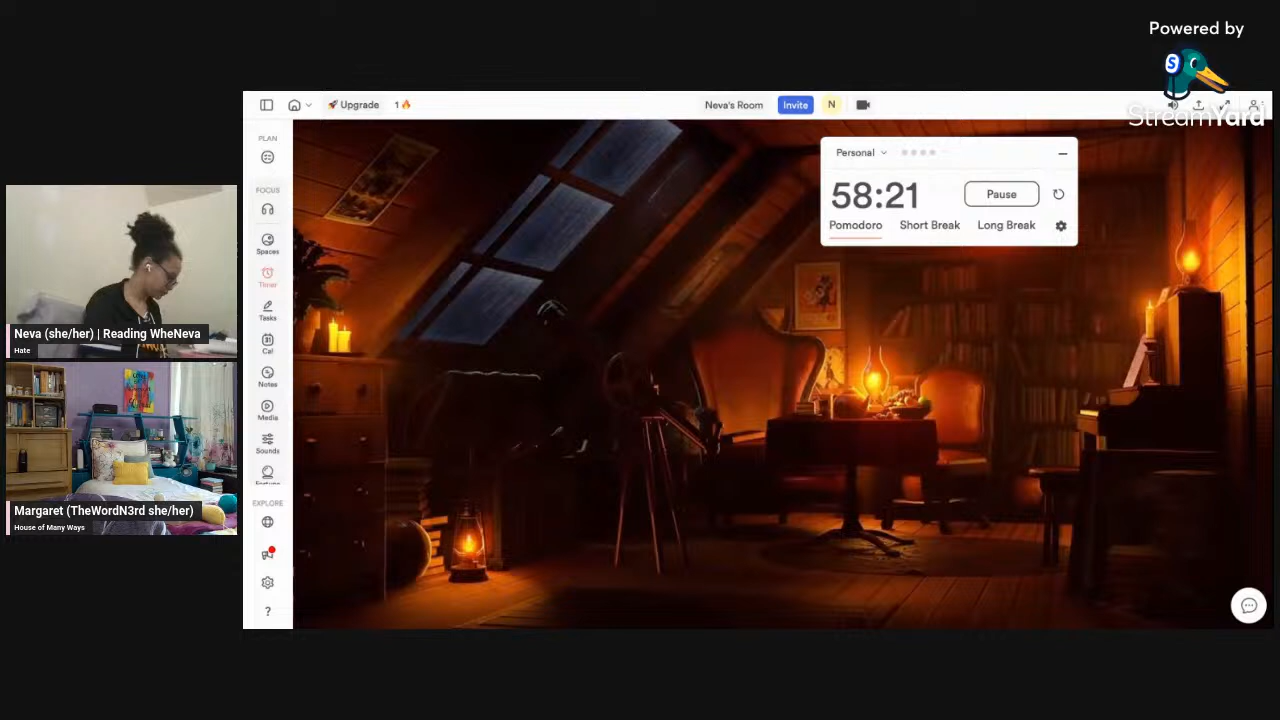 Powered by
StreamYard
Upgrade
1
Neva's Room
Invite
N
PLAN
FOCUS
Spaces
Timer
Tasks
31
Cal
Notes
Media
Sounds
EXPLORE
?
Personal
58:21
Pause
Pomodoro
Short Break
Long Break
Neva (she/her) | Reading WheNeva
Hate
Margaret (TheWordN3rd she/her)
House of Many Ways